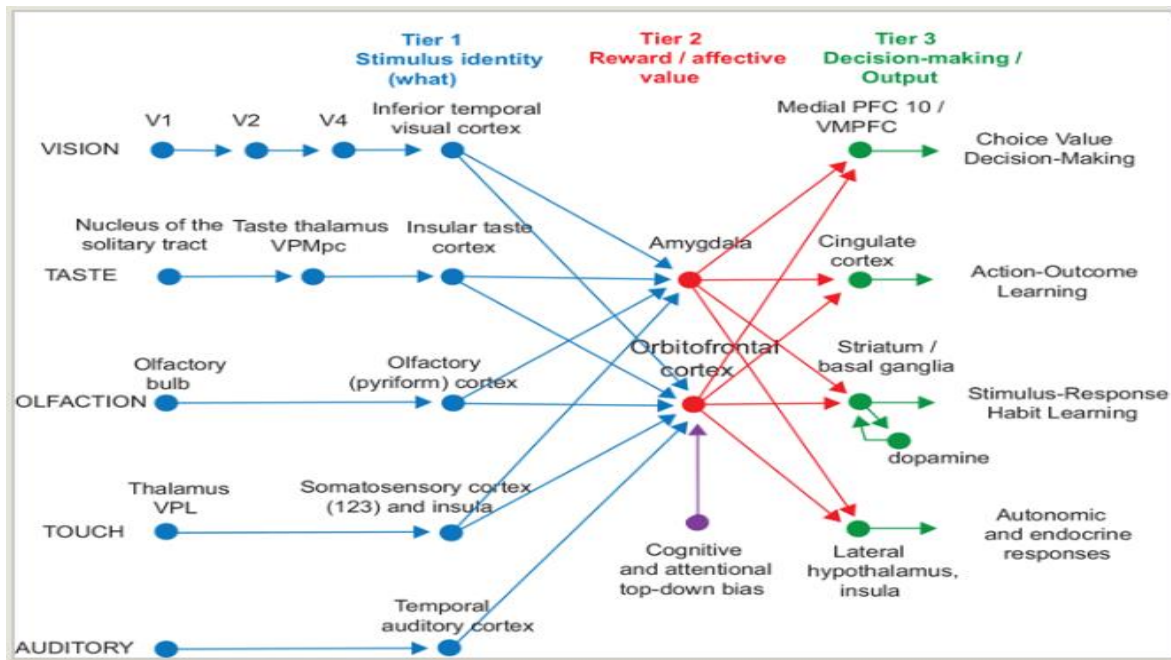 Tier 1
Stimulus identity
(what)
Tier 2
Reward / affective
value
Tier 3
Decision-making /
Output
V1
V2
V4
Inferior temporal
visual cortex
Medial PFC 10 /
VMPFC
VISION
Choice Value
Decision-Making
Nucleus of the
solitary tract
Taste thalamus
VPMpc
Insular taste
cortex
Amygdala
Cingulate
cortex
TASTE
Action-Outcome
Learning
Olfactory
bulb
Olfactory
(pyriform) cortex
Orbitofrontal
cortex
Striatum /
basal ganglia
OLFACTION
Stimulus-Response
Habit Learning
dopamine
Thalamus
VPL
Somatosensory cortex
(123) and insula
TOUCH
Cognitive
and attentional
top-down bias
Lateral
hypothalamus,
insula
Autonomic
and endocrine
responses
Temporal
auditory cortex
AUDITORY